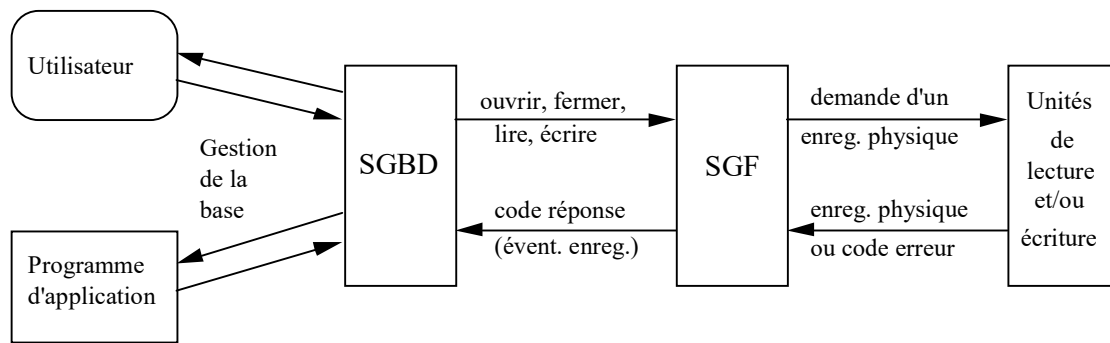 Utilisateur
Gestion
de la
base
Programme
d'application
SGBD
ouvrir, fermer,
lire, écrire
code réponse
(évent. enreg.)
SGF
demande d'un
enreg. physique
enreg. physique
ou code erreur
Unités
de
lecture
et/ou
écriture